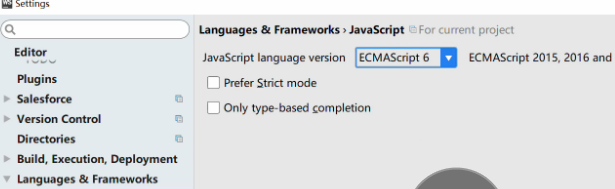 Settings
Languages & Frameworks › JavaScript For current project
Editor
JavaScript language version ECMAScript 6 ECMAScript 2015, 2016 and
Plugins
Prefer Strict mode
Salesforce
Only type-based completion
Version Control
Directories
Build, Execution, Deployment
Languages & Frameworks